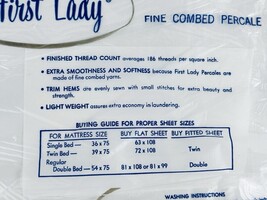 First Lady®
FINE COMBED PERCALE
• FINISHED THREAD COUNT averages 186 threads per square inch.
• EXTRA SMOOTHNESS AND SOFTNESS because First Lady Percales are
made of fine combed yarns.
• TRIM HEMS are evenly sewn with small stitches for extra beauty and
strength.
• LIGHT WEIGHT assures extra economy in laundering.
BUYING GUIDE FOR PROPER SHEET SIZES
FOR MATTRESS SIZE BUY FLAT SHEET BUY FITTED SHEET
Single Bed— 36 x 75 63 x 108
Twin Bed— 39 x 75 72 x 108 Twin
Regular
Double Bed—54 x 75 81 x 108 or 81 x 99 Double
WASHING INSTRUCTIONS